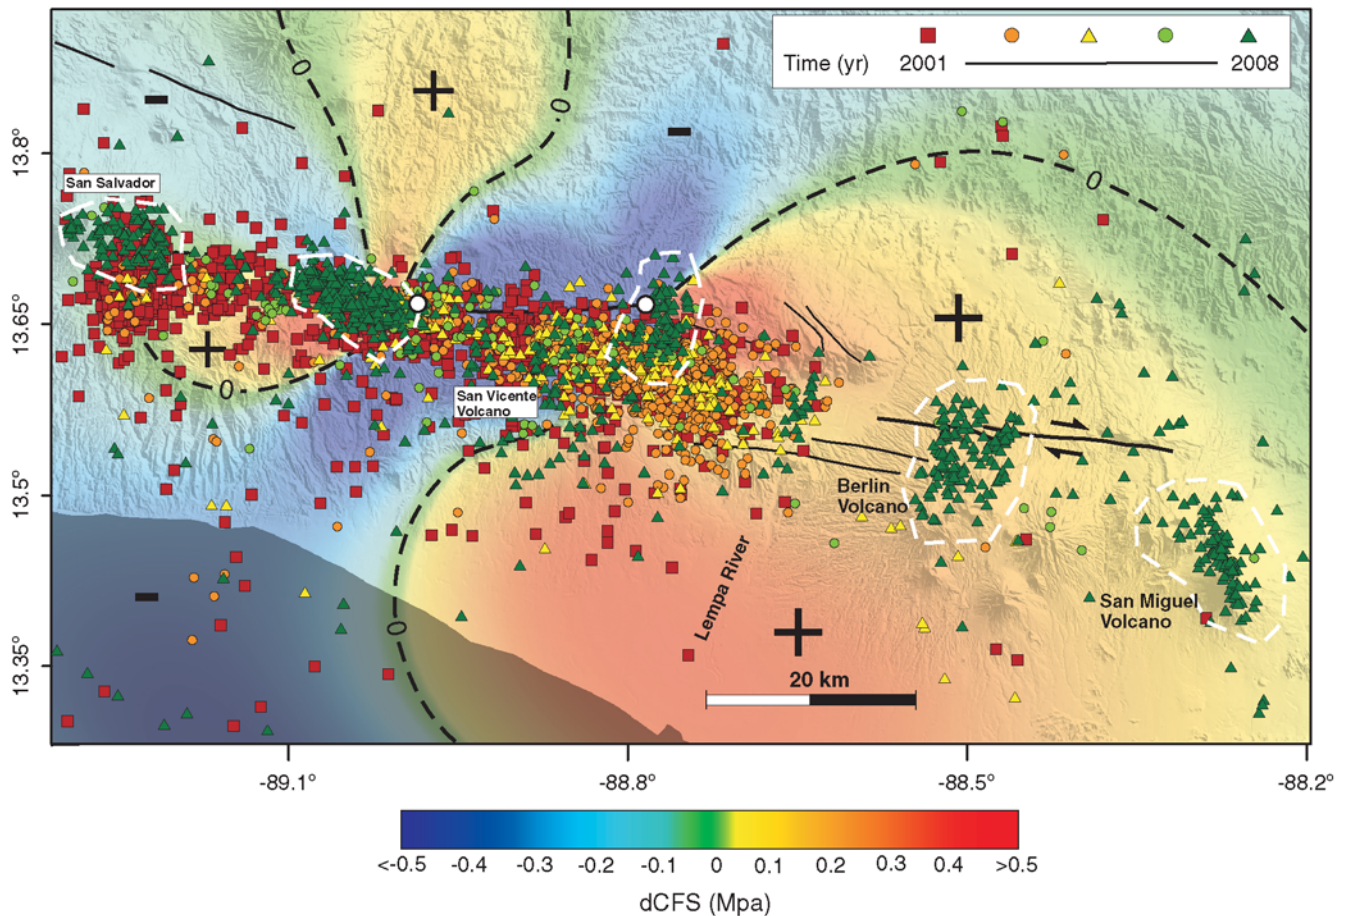 Time (yr) 2001 2008
0
0
0
0
0
+
-
-
13.8°
San Salvador
13.65°
+
+
San Vicente
Volcano
13.5°
Berlin
Volcano
Lempa River
-
San Miguel
Volcano
+
13.35°
20 km
-89.1° -88.8° -88.5° -88.2°
<-0.5 -0.4 -0.3 -0.2 -0.1 0 0.1 0.2 0.3 0.4 >0.5
dCFS (Mpa)